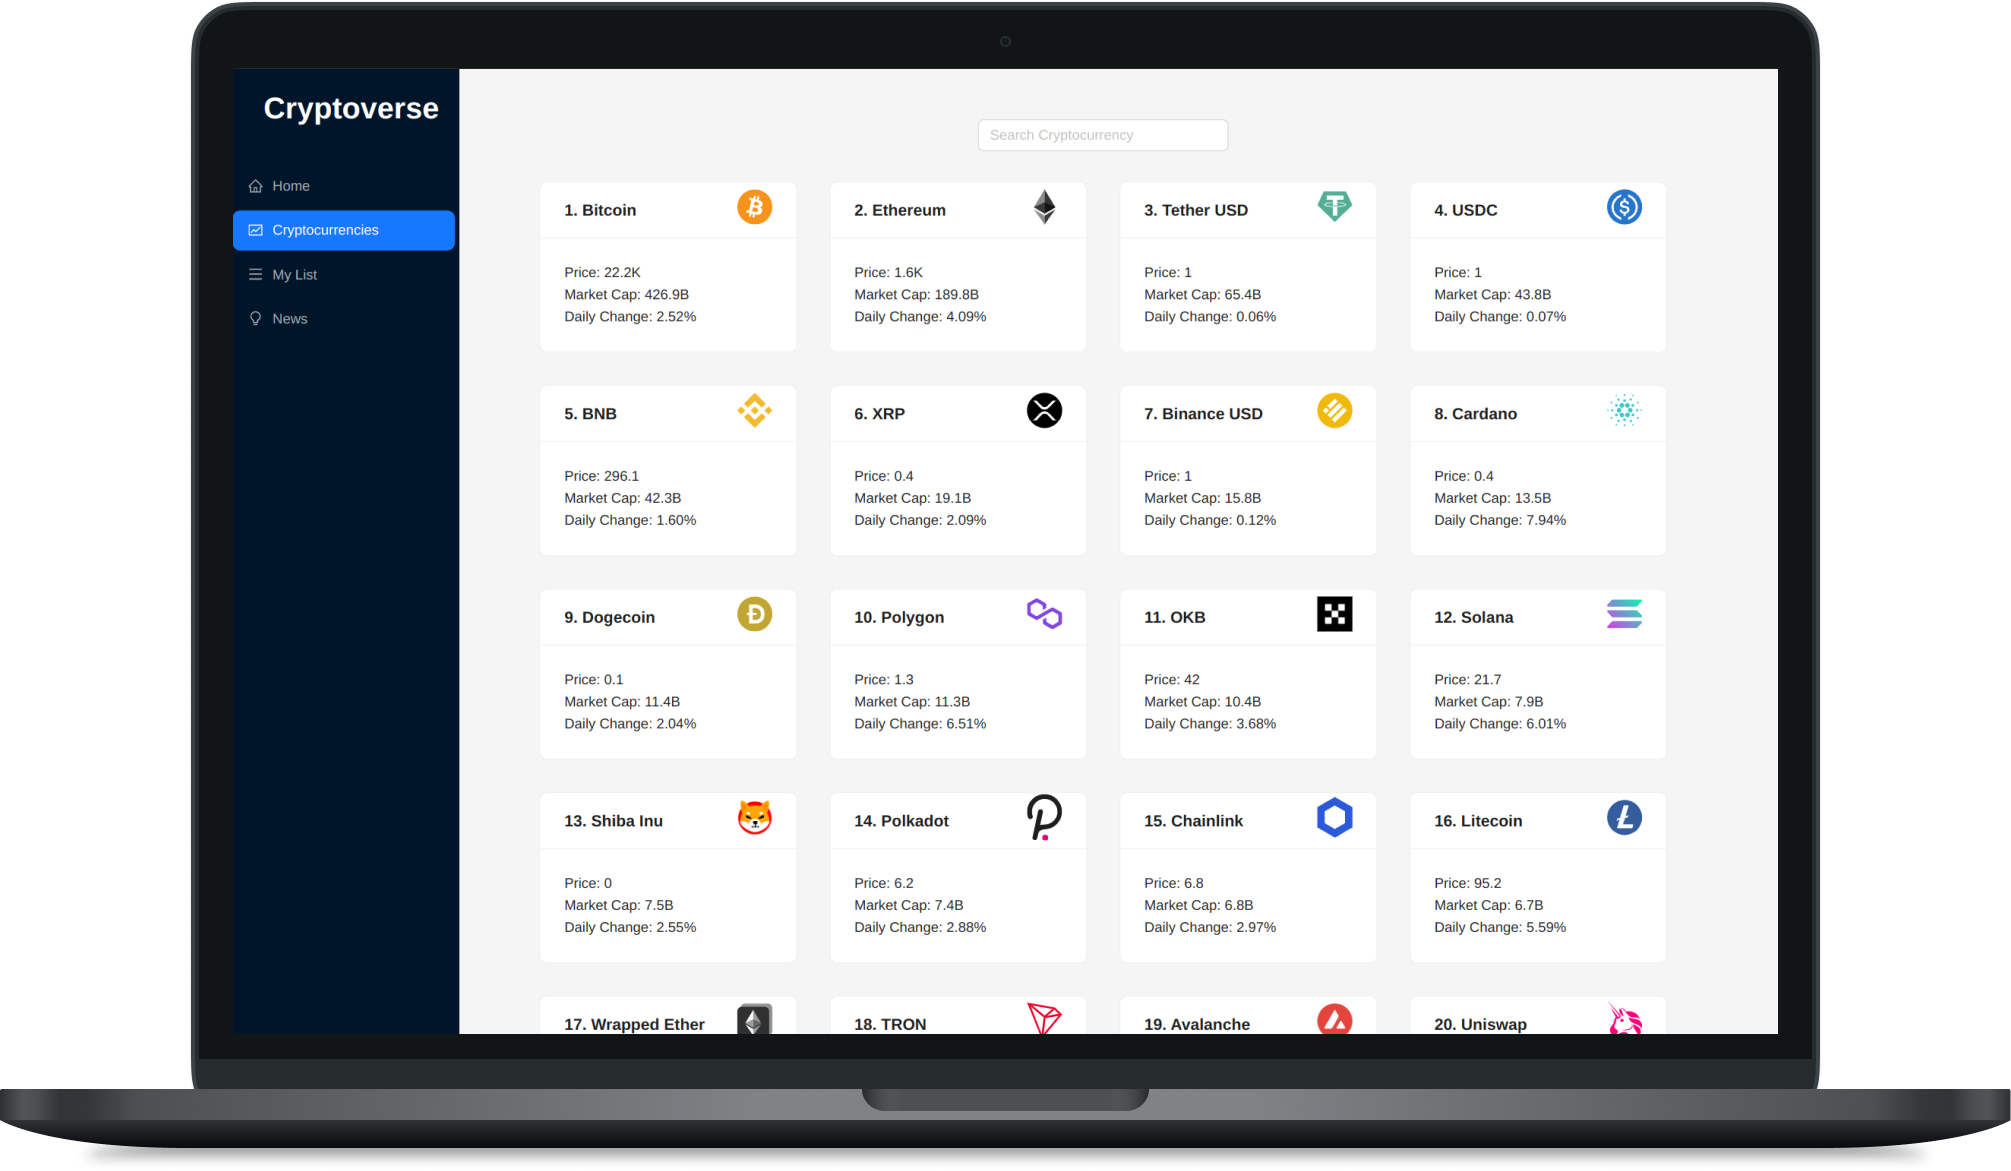 Cryptoverse
Home
Cryptocurrencies
My List
News
Search Cryptocurrency
1. Bitcoin
Price: 22.2K
Market Cap: 426.9B
Daily Change: 2.52%
2. Ethereum
Price: 1.6K
Market Cap: 189.8B
Daily Change: 4.09%
3. Tether USD
Price: 1
Market Cap: 65.4B
Daily Change: 0.06%
4. USDC
Price: 1
Market Cap: 43.8B
Daily Change: 0.07%
5. BNB
Price: 296.1
Market Cap: 42.3B
Daily Change: 1.60%
6. XRP
Price: 0.4
Market Cap: 19.1B
Daily Change: 2.09%
7. Binance USD
Price: 1
Market Cap: 15.8B
Daily Change: 0.12%
8. Cardano
Price: 0.4
Market Cap: 13.5B
Daily Change: 7.94%
9. Dogecoin
Price: 0.1
Market Cap: 11.4B
Daily Change: 2.04%
10. Polygon
Price: 1.3
Market Cap: 11.3B
Daily Change: 6.51%
11. OKB
Price: 42
Market Cap: 10.4B
Daily Change: 3.68%
12. Solana
Price: 21.7
Market Cap: 7.9B
Daily Change: 6.01%
13. Shiba Inu
Price: 0
Market Cap: 7.5B
Daily Change: 2.55%
14. Polkadot
Price: 6.2
Market Cap: 7.4B
Daily Change: 2.88%
15. Chainlink
Price: 6.8
Market Cap: 6.8B
Daily Change: 2.97%
16. Litecoin
Price: 95.2
Market Cap: 6.7B
Daily Change: 5.59%
17. Wrapped Ether
18. TRON
19. Avalanche
20. Uniswap